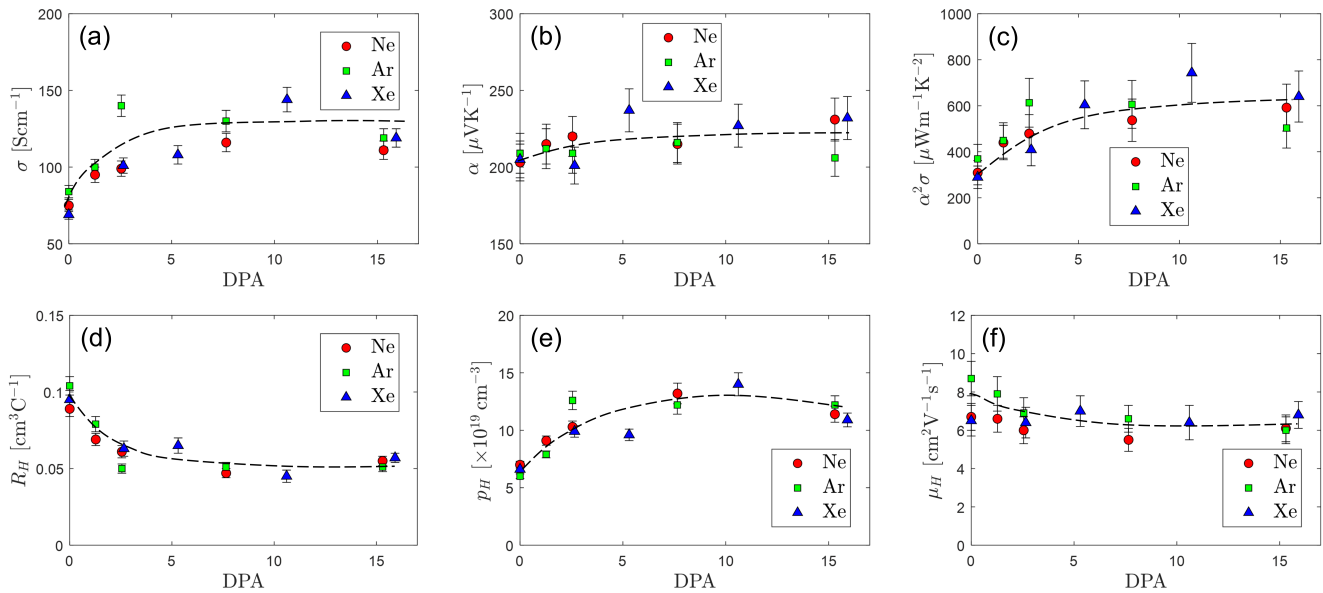 (a)
200
150
100
50
σ [Scm⁻¹]
Ne
Ar
Xe
0 5 10 15
DPA
(b)
300
250
200
150
α [μVK⁻¹]
Ne
Ar
Xe
0 5 10 15
DPA
(c)
1000
800
600
400
200
0
α²σ [μWm⁻¹K⁻²]
Ne
Ar
Xe
0 5 10 15
DPA
(d)
0.15
0.1
0.05
0
R_H [cm³C⁻¹]
Ne
Ar
Xe
0 5 10 15
DPA
(e)
20
15
10
5
0
p_H [×10¹⁹ cm⁻³]
Ne
Ar
Xe
0 5 10 15
DPA
(f)
12
10
8
6
4
2
0
μ_H [cm²V⁻¹s⁻¹]
Ne
Ar
Xe
0 5 10 15
DPA